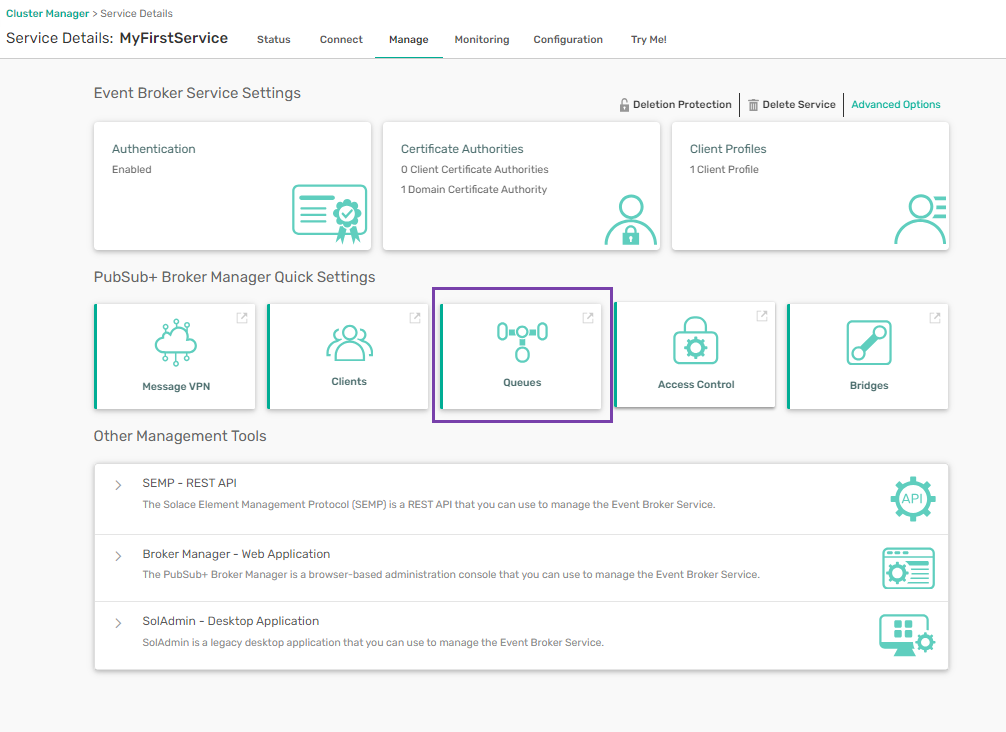 Cluster Manager > Service Details
Service Details: MyFirstService
Status
Connect
Manage
Monitoring
Configuration
Try Me!
Event Broker Service Settings
Deletion Protection
Delete Service
Advanced Options
Authentication
Enabled
Certificate Authorities
0 Client Certificate Authorities
1 Domain Certificate Authority
Client Profiles
1 Client Profile
PubSub+ Broker Manager Quick Settings
Message VPN
Clients
Queues
Access Control
Bridges
Other Management Tools
SEMP - REST API
The Solace Element Management Protocol (SEMP) is a REST API that you can use to manage the Event Broker Service.
API
Broker Manager - Web Application
The PubSub+ Broker Manager is a browser-based administration console that you can use to manage the Event Broker Service.
SolAdmin - Desktop Application
SolAdmin is a legacy desktop application that you can use to manage the Event Broker Service.